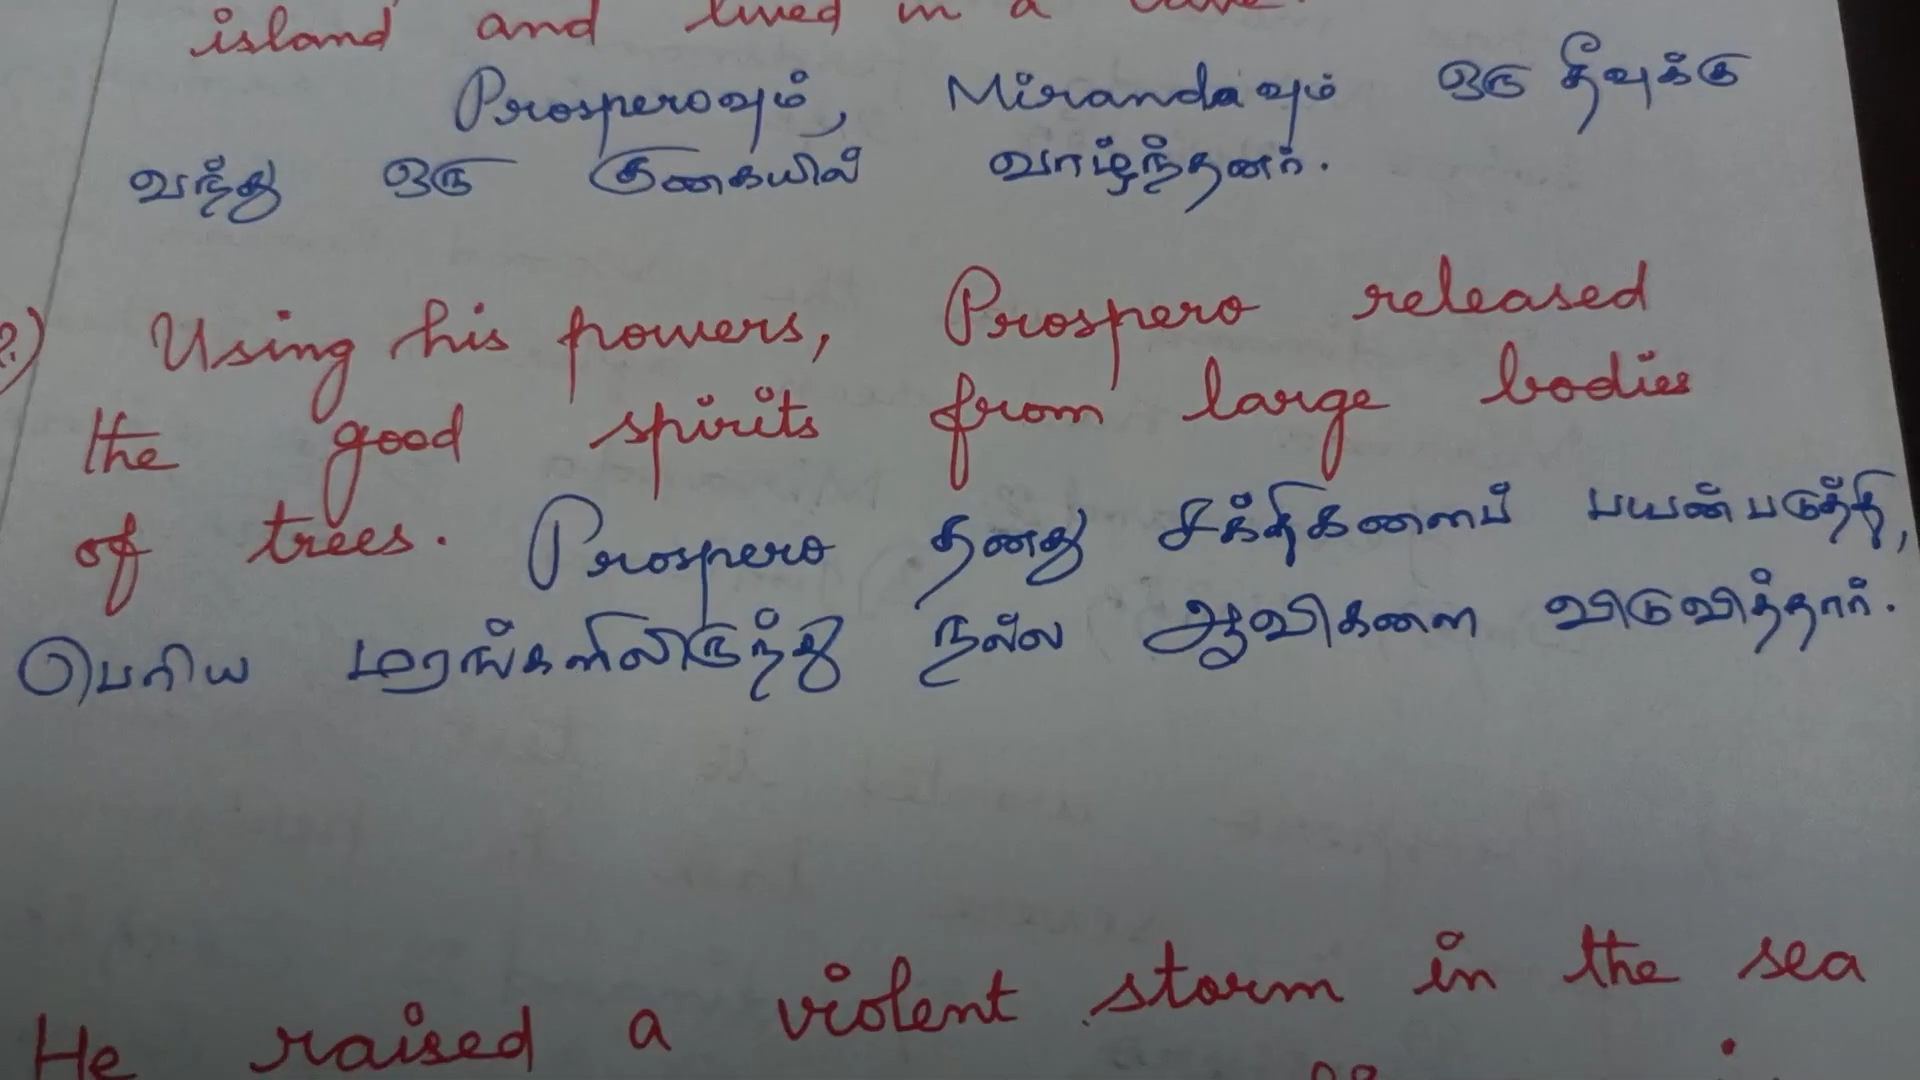 island and lived in a cave.
Prosperoவும், Mirandaவும் ஒரு தீவுக்கு
வந்து ஒரு குகையில் வாழ்ந்தனர்.
2.) Using his powers, Prospero released
the good spirits from large bodies
of trees. Prospero தனது சக்திகளைப் பயன்படுத்தி,
பெரிய மரங்களிலிருந்து நல்ல ஆவிகளை விடுவித்தார்.
He raised a violent storm in the sea